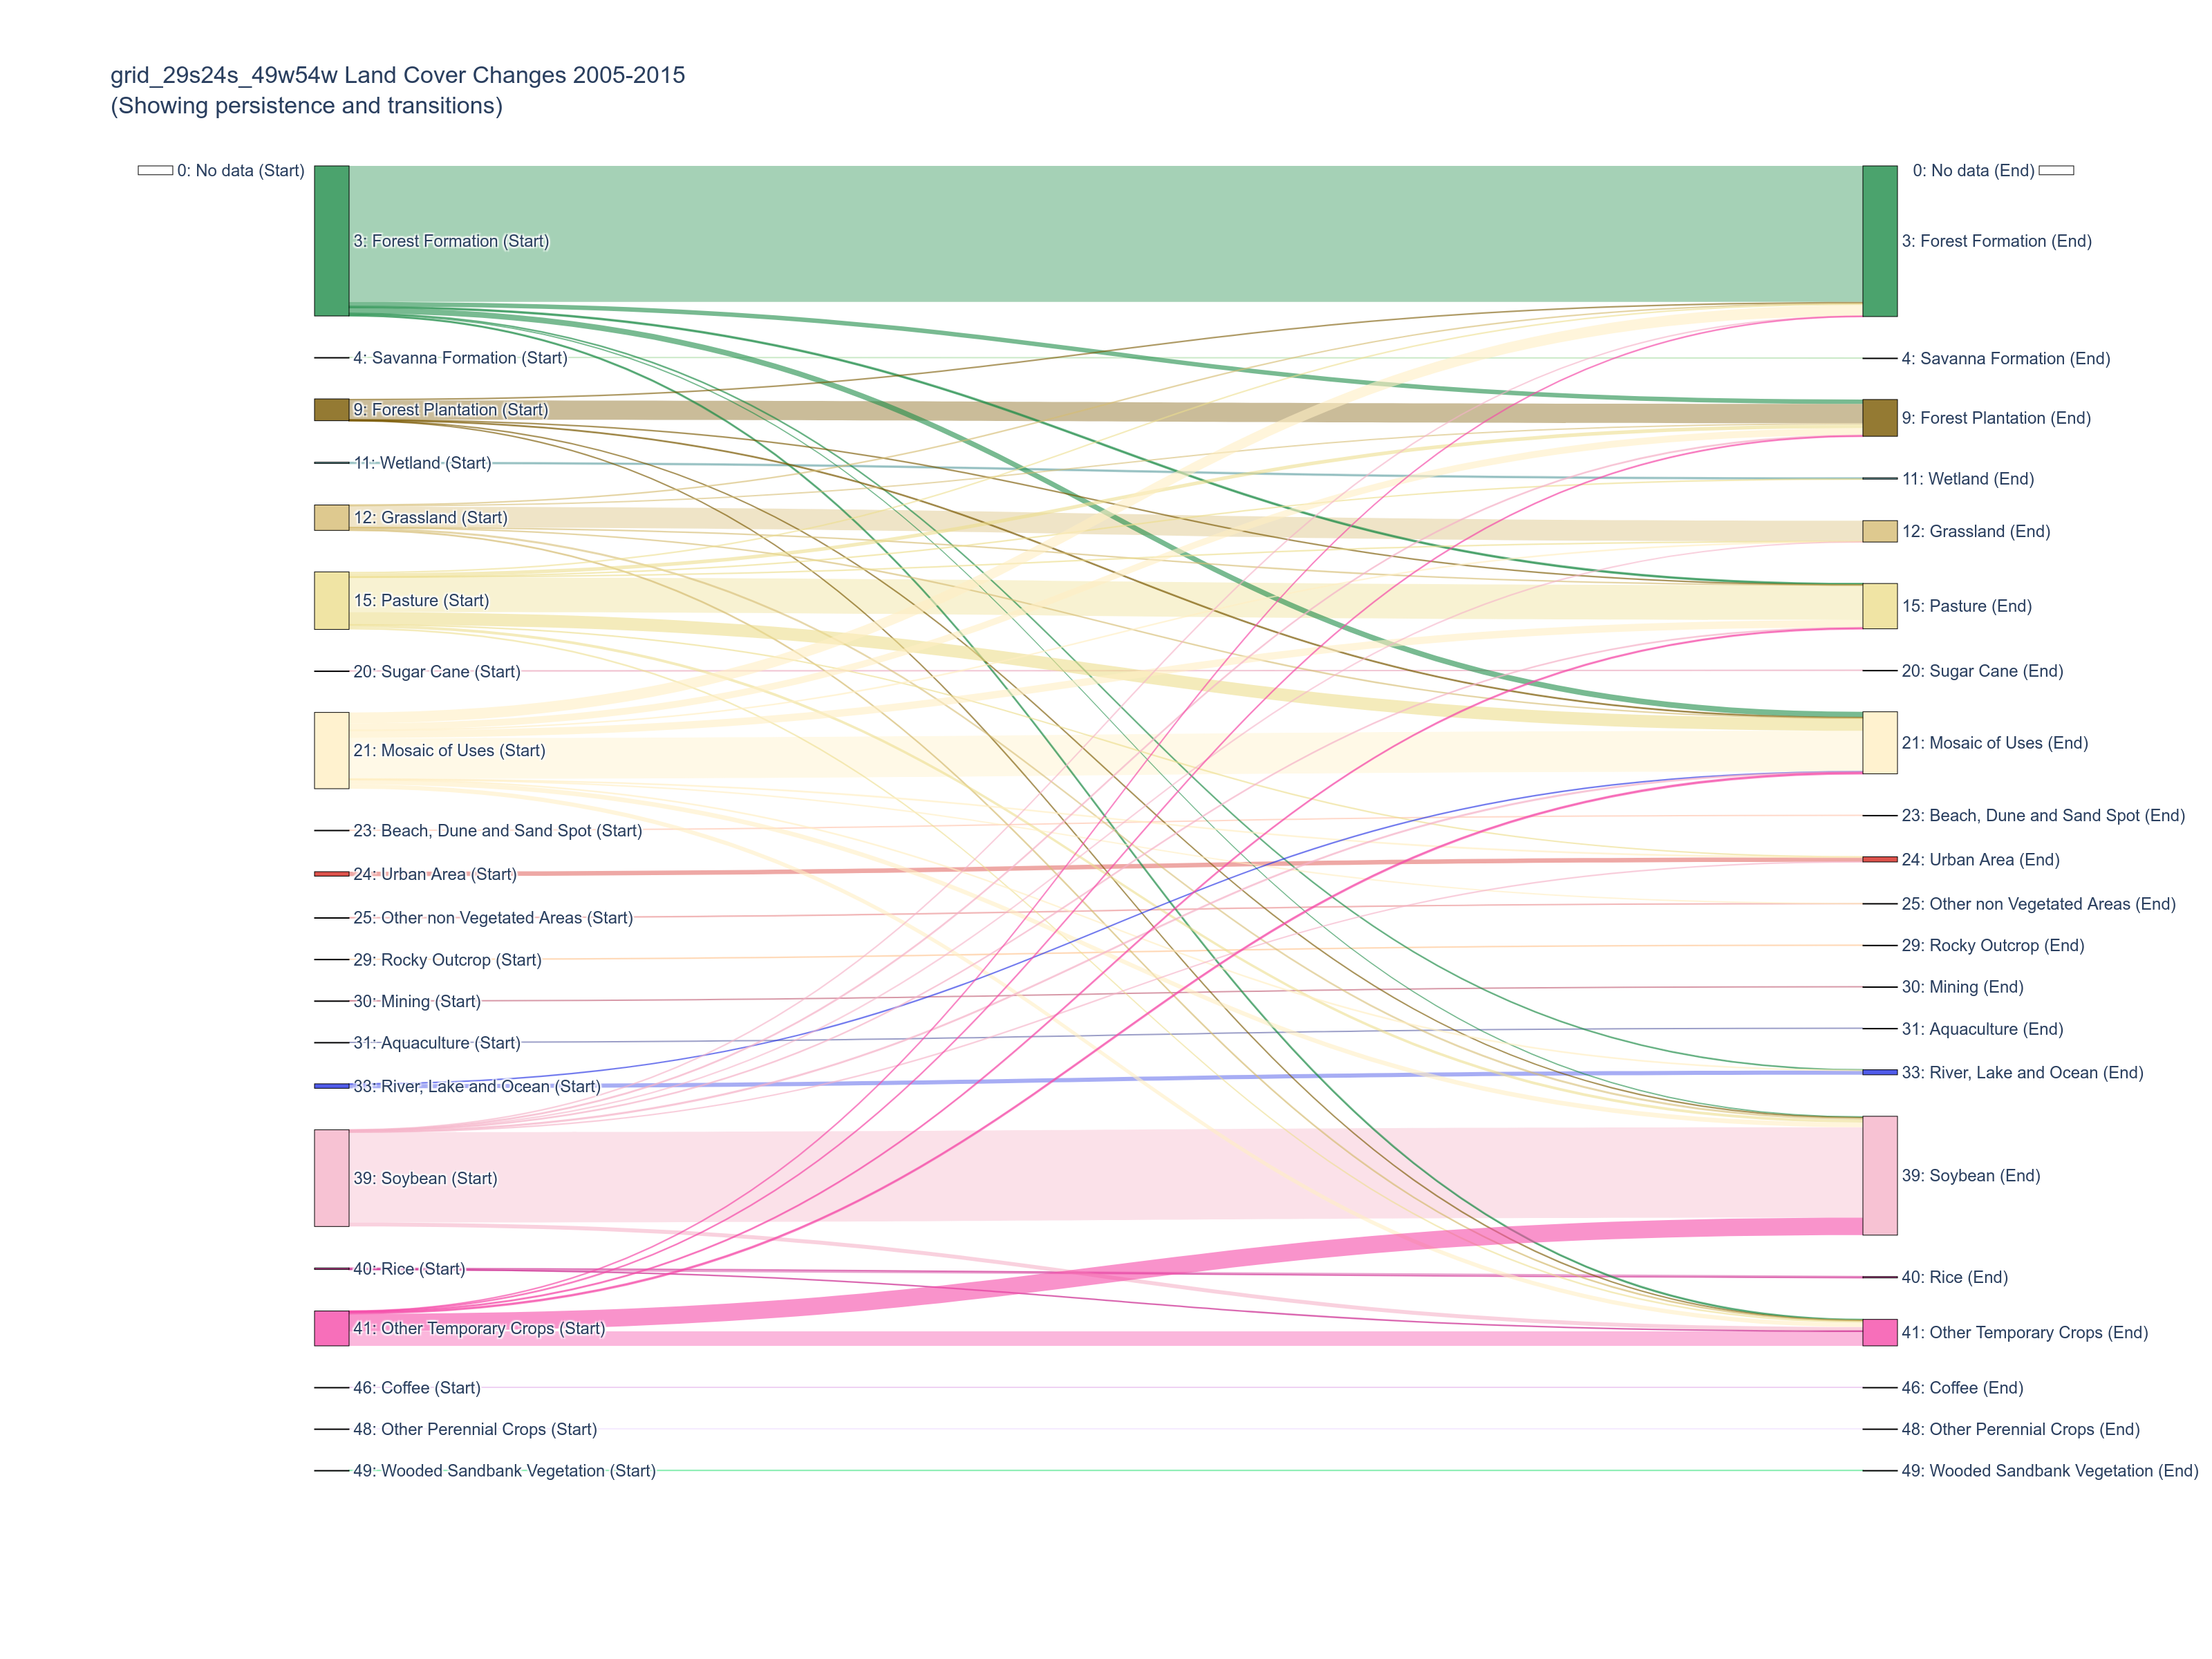 grid_29s24s_49w54w Land Cover Changes 2005-2015
(Showing persistence and transitions)
0: No data (Start)
3: Forest Formation (Start)
4: Savanna Formation (Start)
9: Forest Plantation (Start)
11: Wetland (Start)
12: Grassland (Start)
15: Pasture (Start)
20: Sugar Cane (Start)
21: Mosaic of Uses (Start)
23: Beach, Dune and Sand Spot (Start)
24: Urban Area (Start)
25: Other non Vegetated Areas (Start)
29: Rocky Outcrop (Start)
30: Mining (Start)
31: Aquaculture (Start)
33: River, Lake and Ocean (Start)
39: Soybean (Start)
40: Rice (Start)
41: Other Temporary Crops (Start)
46: Coffee (Start)
48: Other Perennial Crops (Start)
49: Wooded Sandbank Vegetation (Start)
0: No data (End)
3: Forest Formation (End)
4: Savanna Formation (End)
9: Forest Plantation (End)
11: Wetland (End)
12: Grassland (End)
15: Pasture (End)
20: Sugar Cane (End)
21: Mosaic of Uses (End)
23: Beach, Dune and Sand Spot (End)
24: Urban Area (End)
25: Other non Vegetated Areas (End)
29: Rocky Outcrop (End)
30: Mining (End)
31: Aquaculture (End)
33: River, Lake and Ocean (End)
39: Soybean (End)
40: Rice (End)
41: Other Temporary Crops (End)
46: Coffee (End)
48: Other Perennial Crops (End)
49: Wooded Sandbank Vegetation (End)